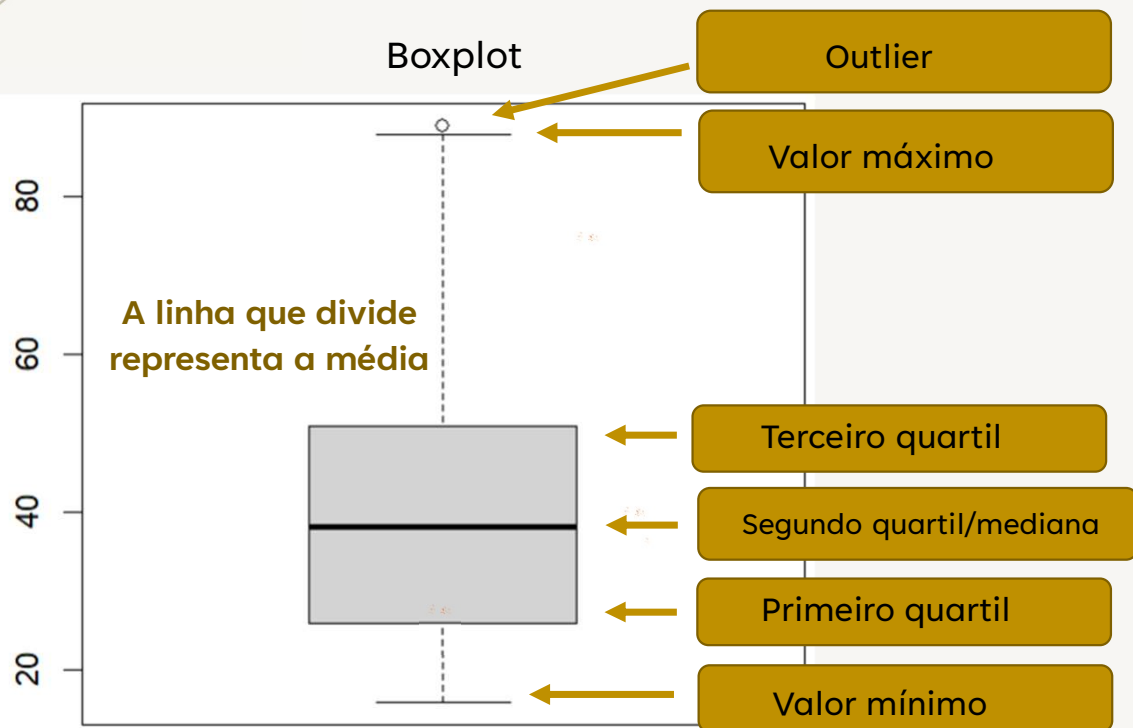 Boxplot
Outlier
Valor máximo
80
A linha que divide
representa a média
60
Terceiro quartil
Segundo quartil/mediana
40
Primeiro quartil
20
Valor mínimo